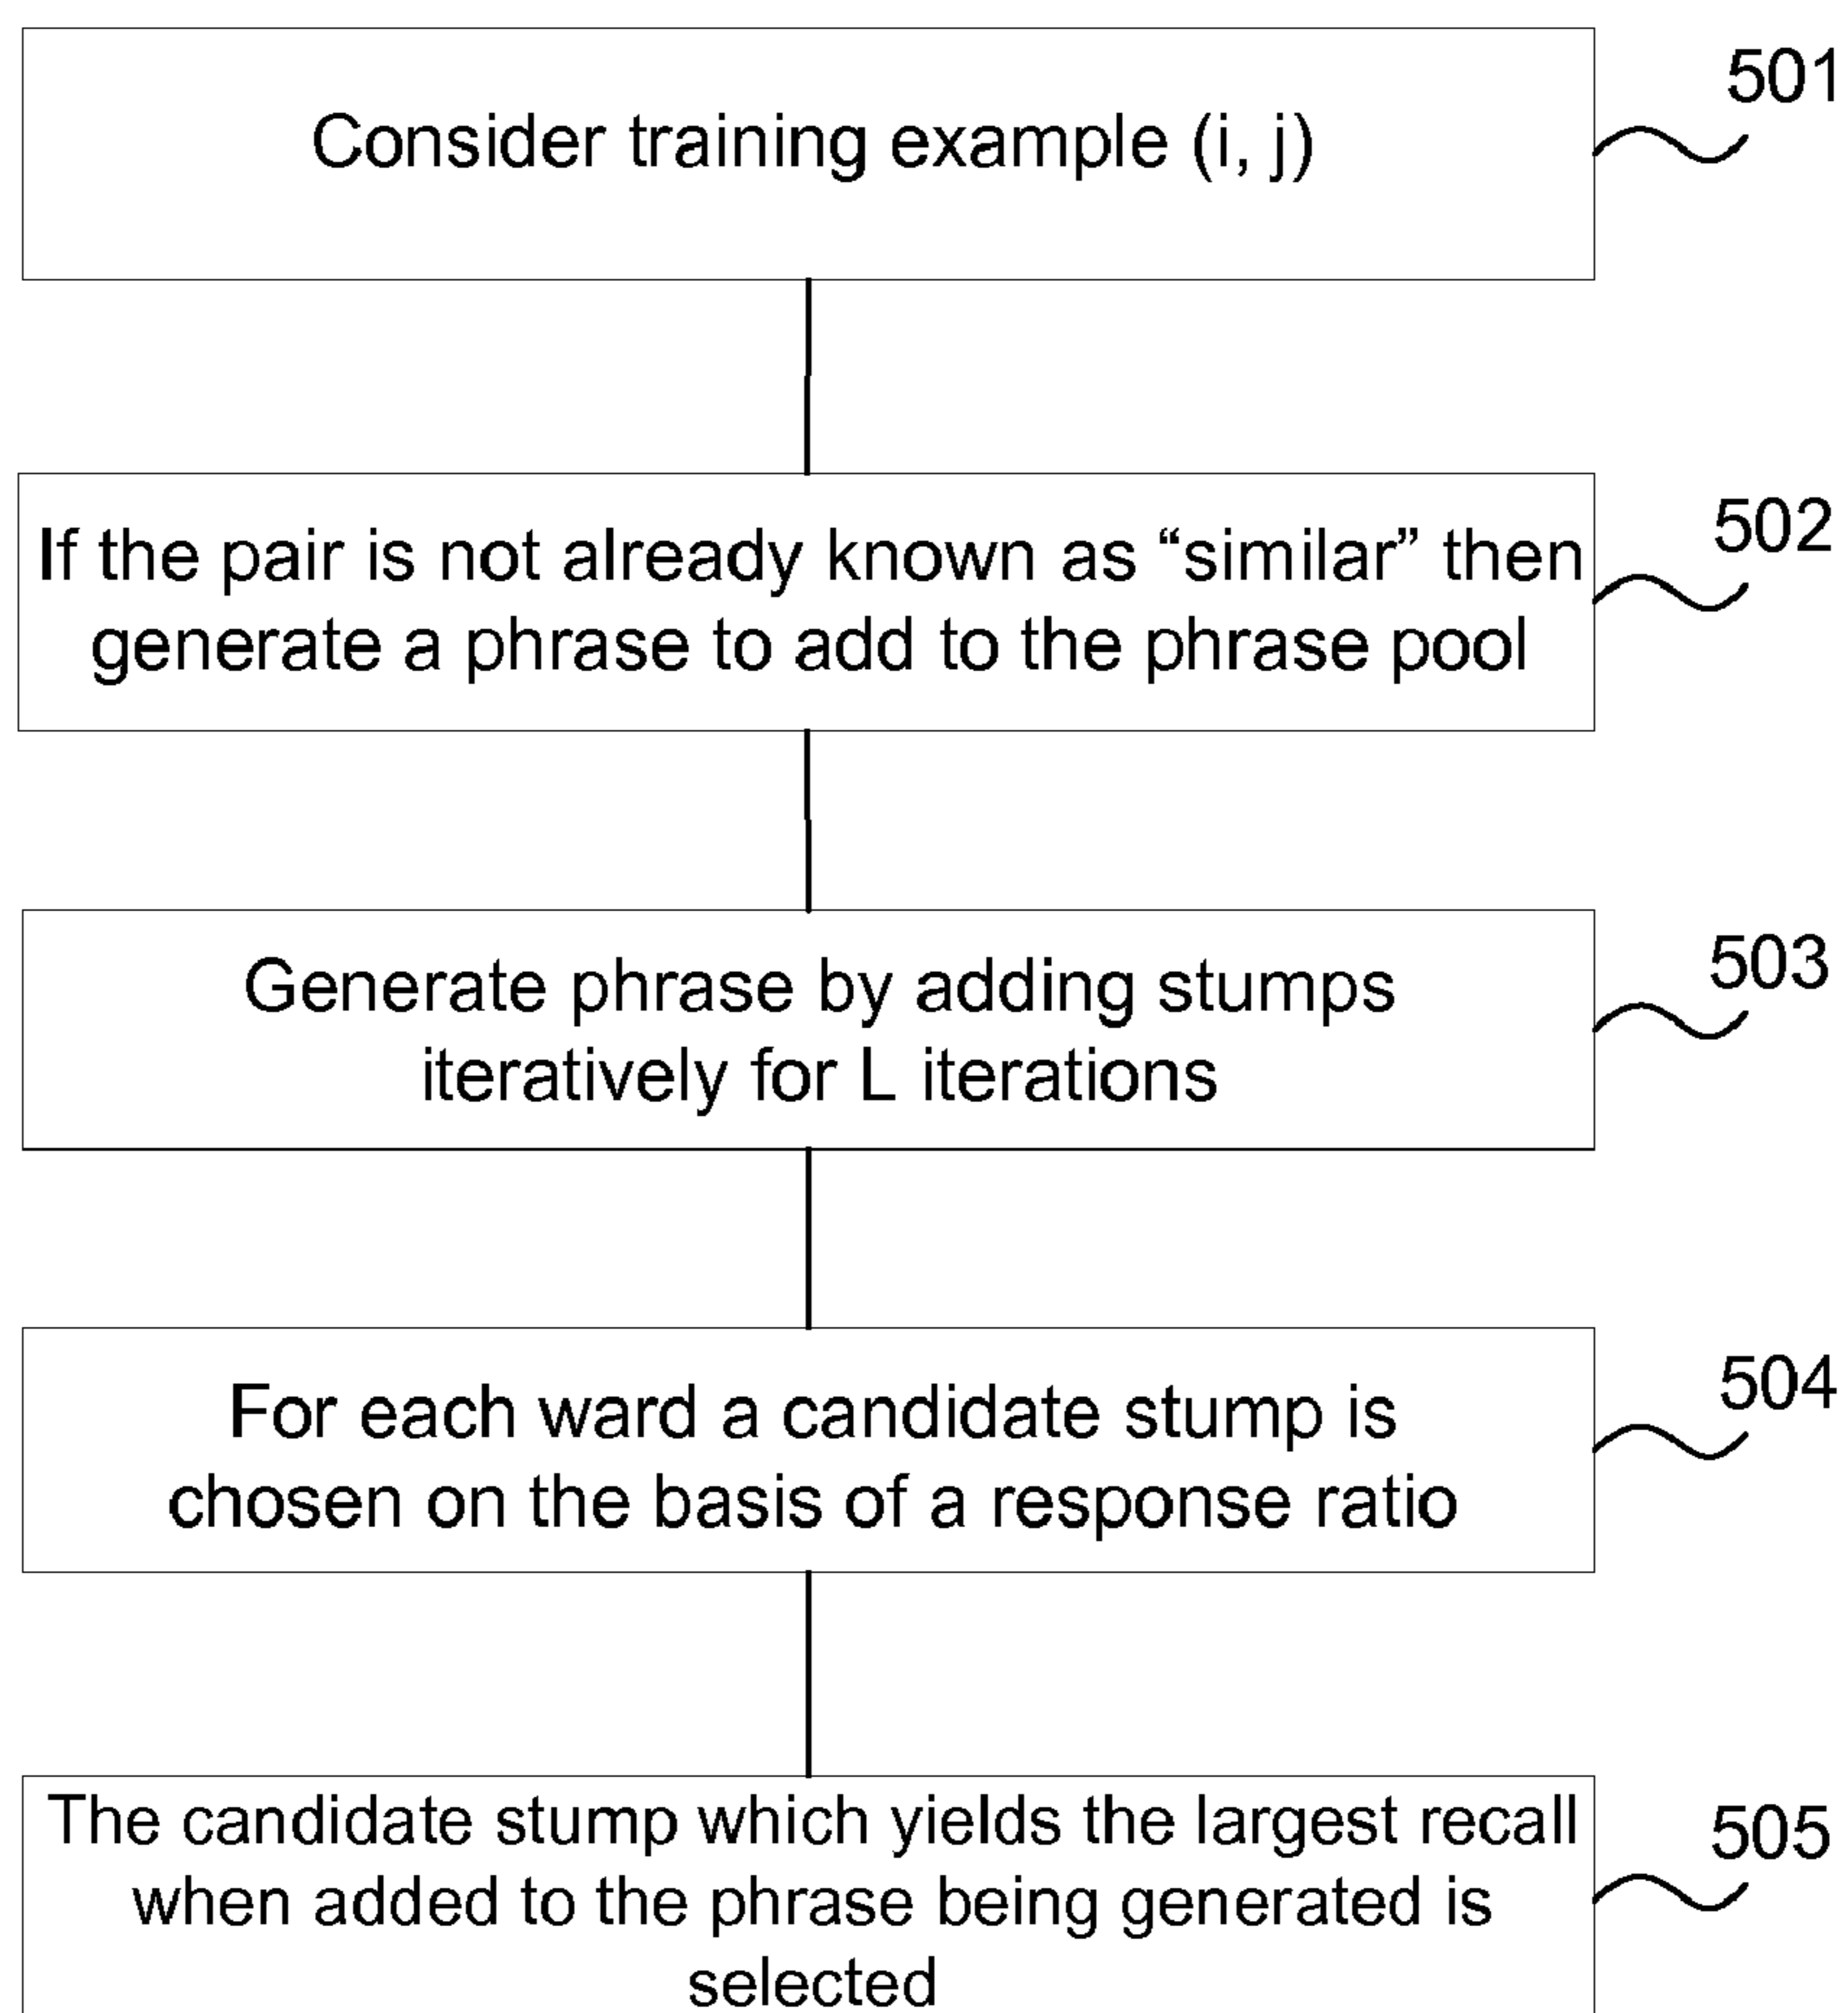 501
Consider training example (i, j)
502
If the pair is not already known as “similar” then
generate a phrase to add to the phrase pool
503
Generate phrase by adding stumps
iteratively for L iterations
504
For each ward a candidate stump is
chosen on the basis of a response ratio
505
The candidate stump which yields the largest recall
when added to the phrase being generated is
selected